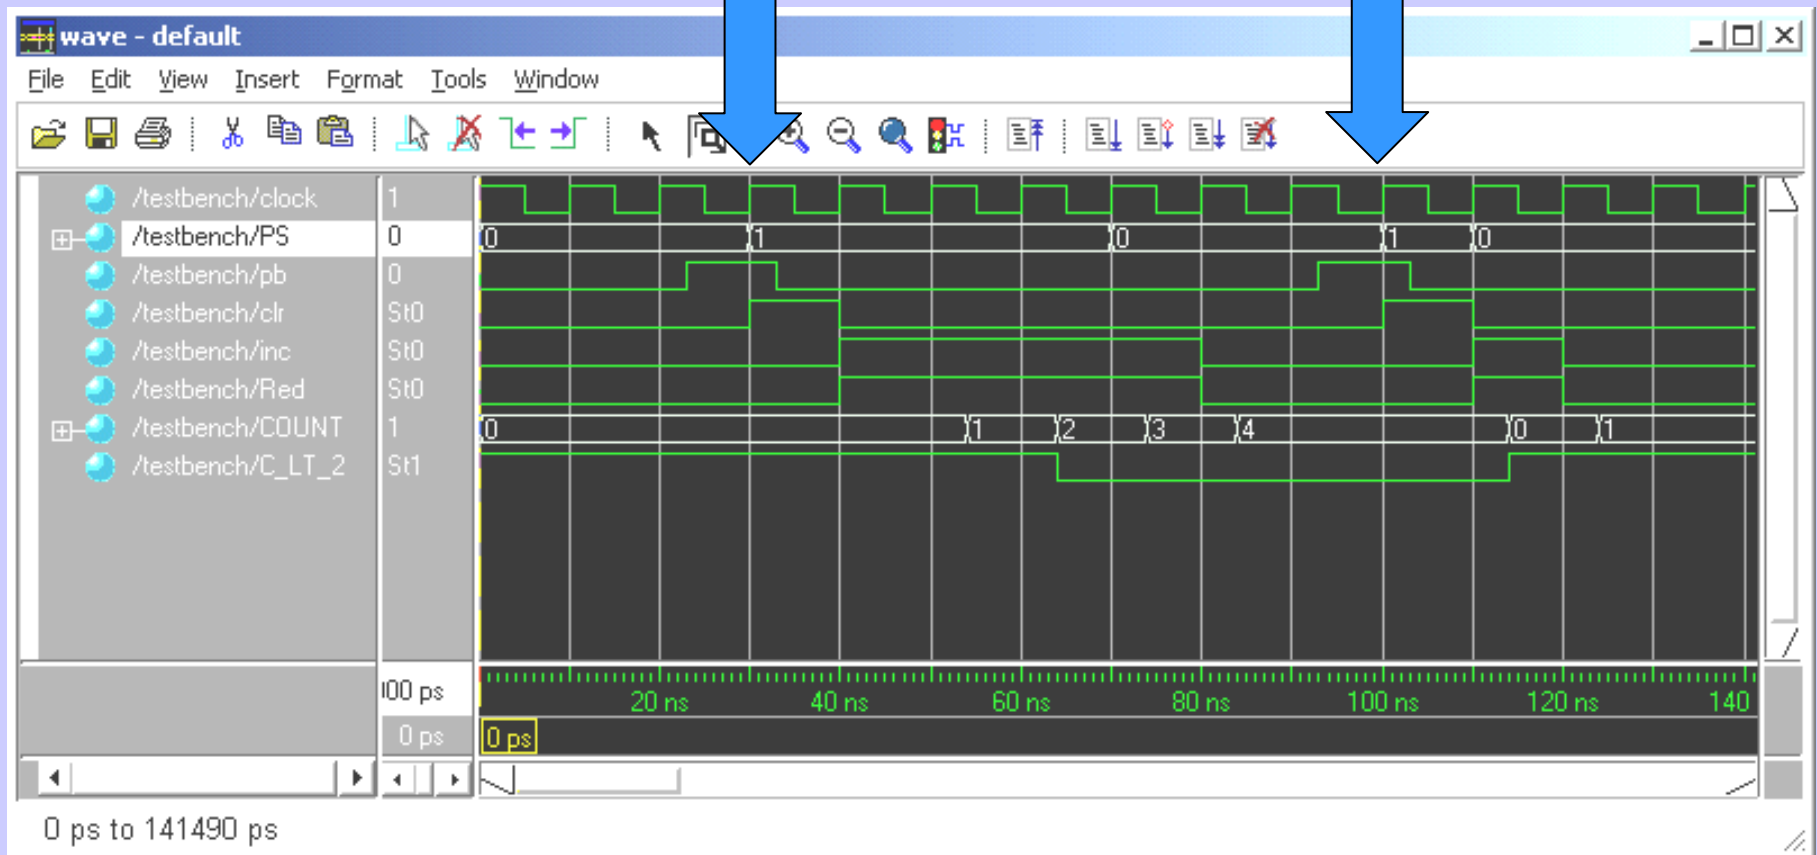 wave - default
File Edit View Insert Format Tools Window
/testbench/clock 1
/testbench/PS 0 0 1 0 1 0
/testbench/pb 0
/testbench/clr St0
/testbench/inc St0
/testbench/Red St0
/testbench/COUNT 1 0 1 2 3 4 0 1
/testbench/C_LT_2 St1
00 ps 20 ns 40 ns 60 ns 80 ns 100 ns 120 ns 140
0 ps 0 ps
0 ps to 141490 ps